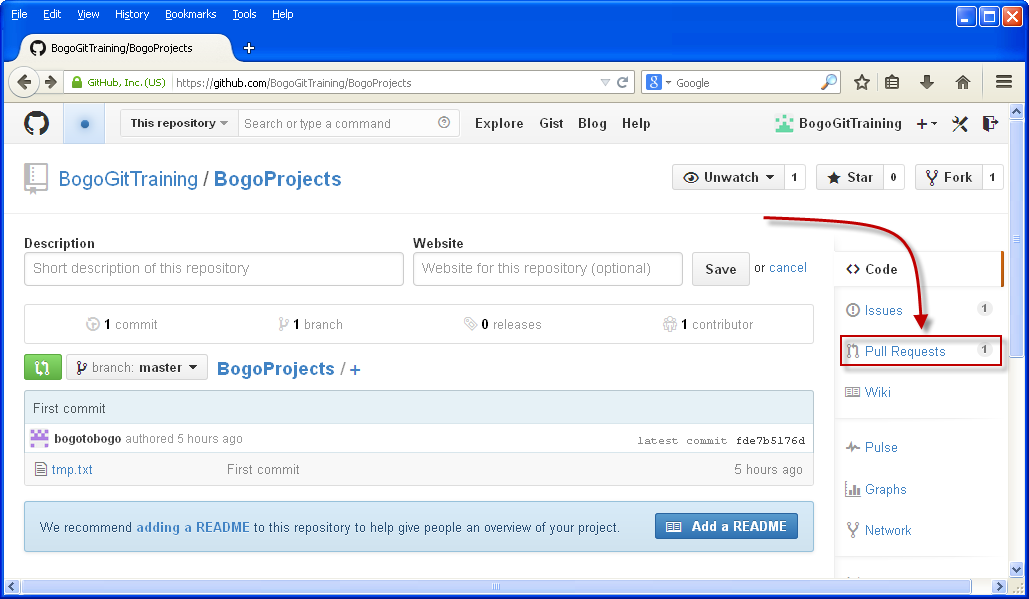 File Edit View History Bookmarks Tools Help
BogoGitTraining/BogoProjects
GitHub, Inc. (US) https://github.com/BogoGitTraining/BogoProjects Google
This repository Search or type a command Explore Gist Blog Help BogoGitTraining
BogoGitTraining / BogoProjects Unwatch 1 Star 0 Fork 1
Description Website
Short description of this repository Website for this repository (optional) Save or cancel
Code
Issues 1
1 commit 1 branch 0 releases 1 contributor
Pull Requests 1
branch: master BogoProjects / +
Wiki
First commit
bogotobogo authored 5 hours ago latest commit fde7b5176d
Pulse
tmp.txt First commit 5 hours ago
Graphs
We recommend adding a README to this repository to help give people an overview of your project. Add a README
Network